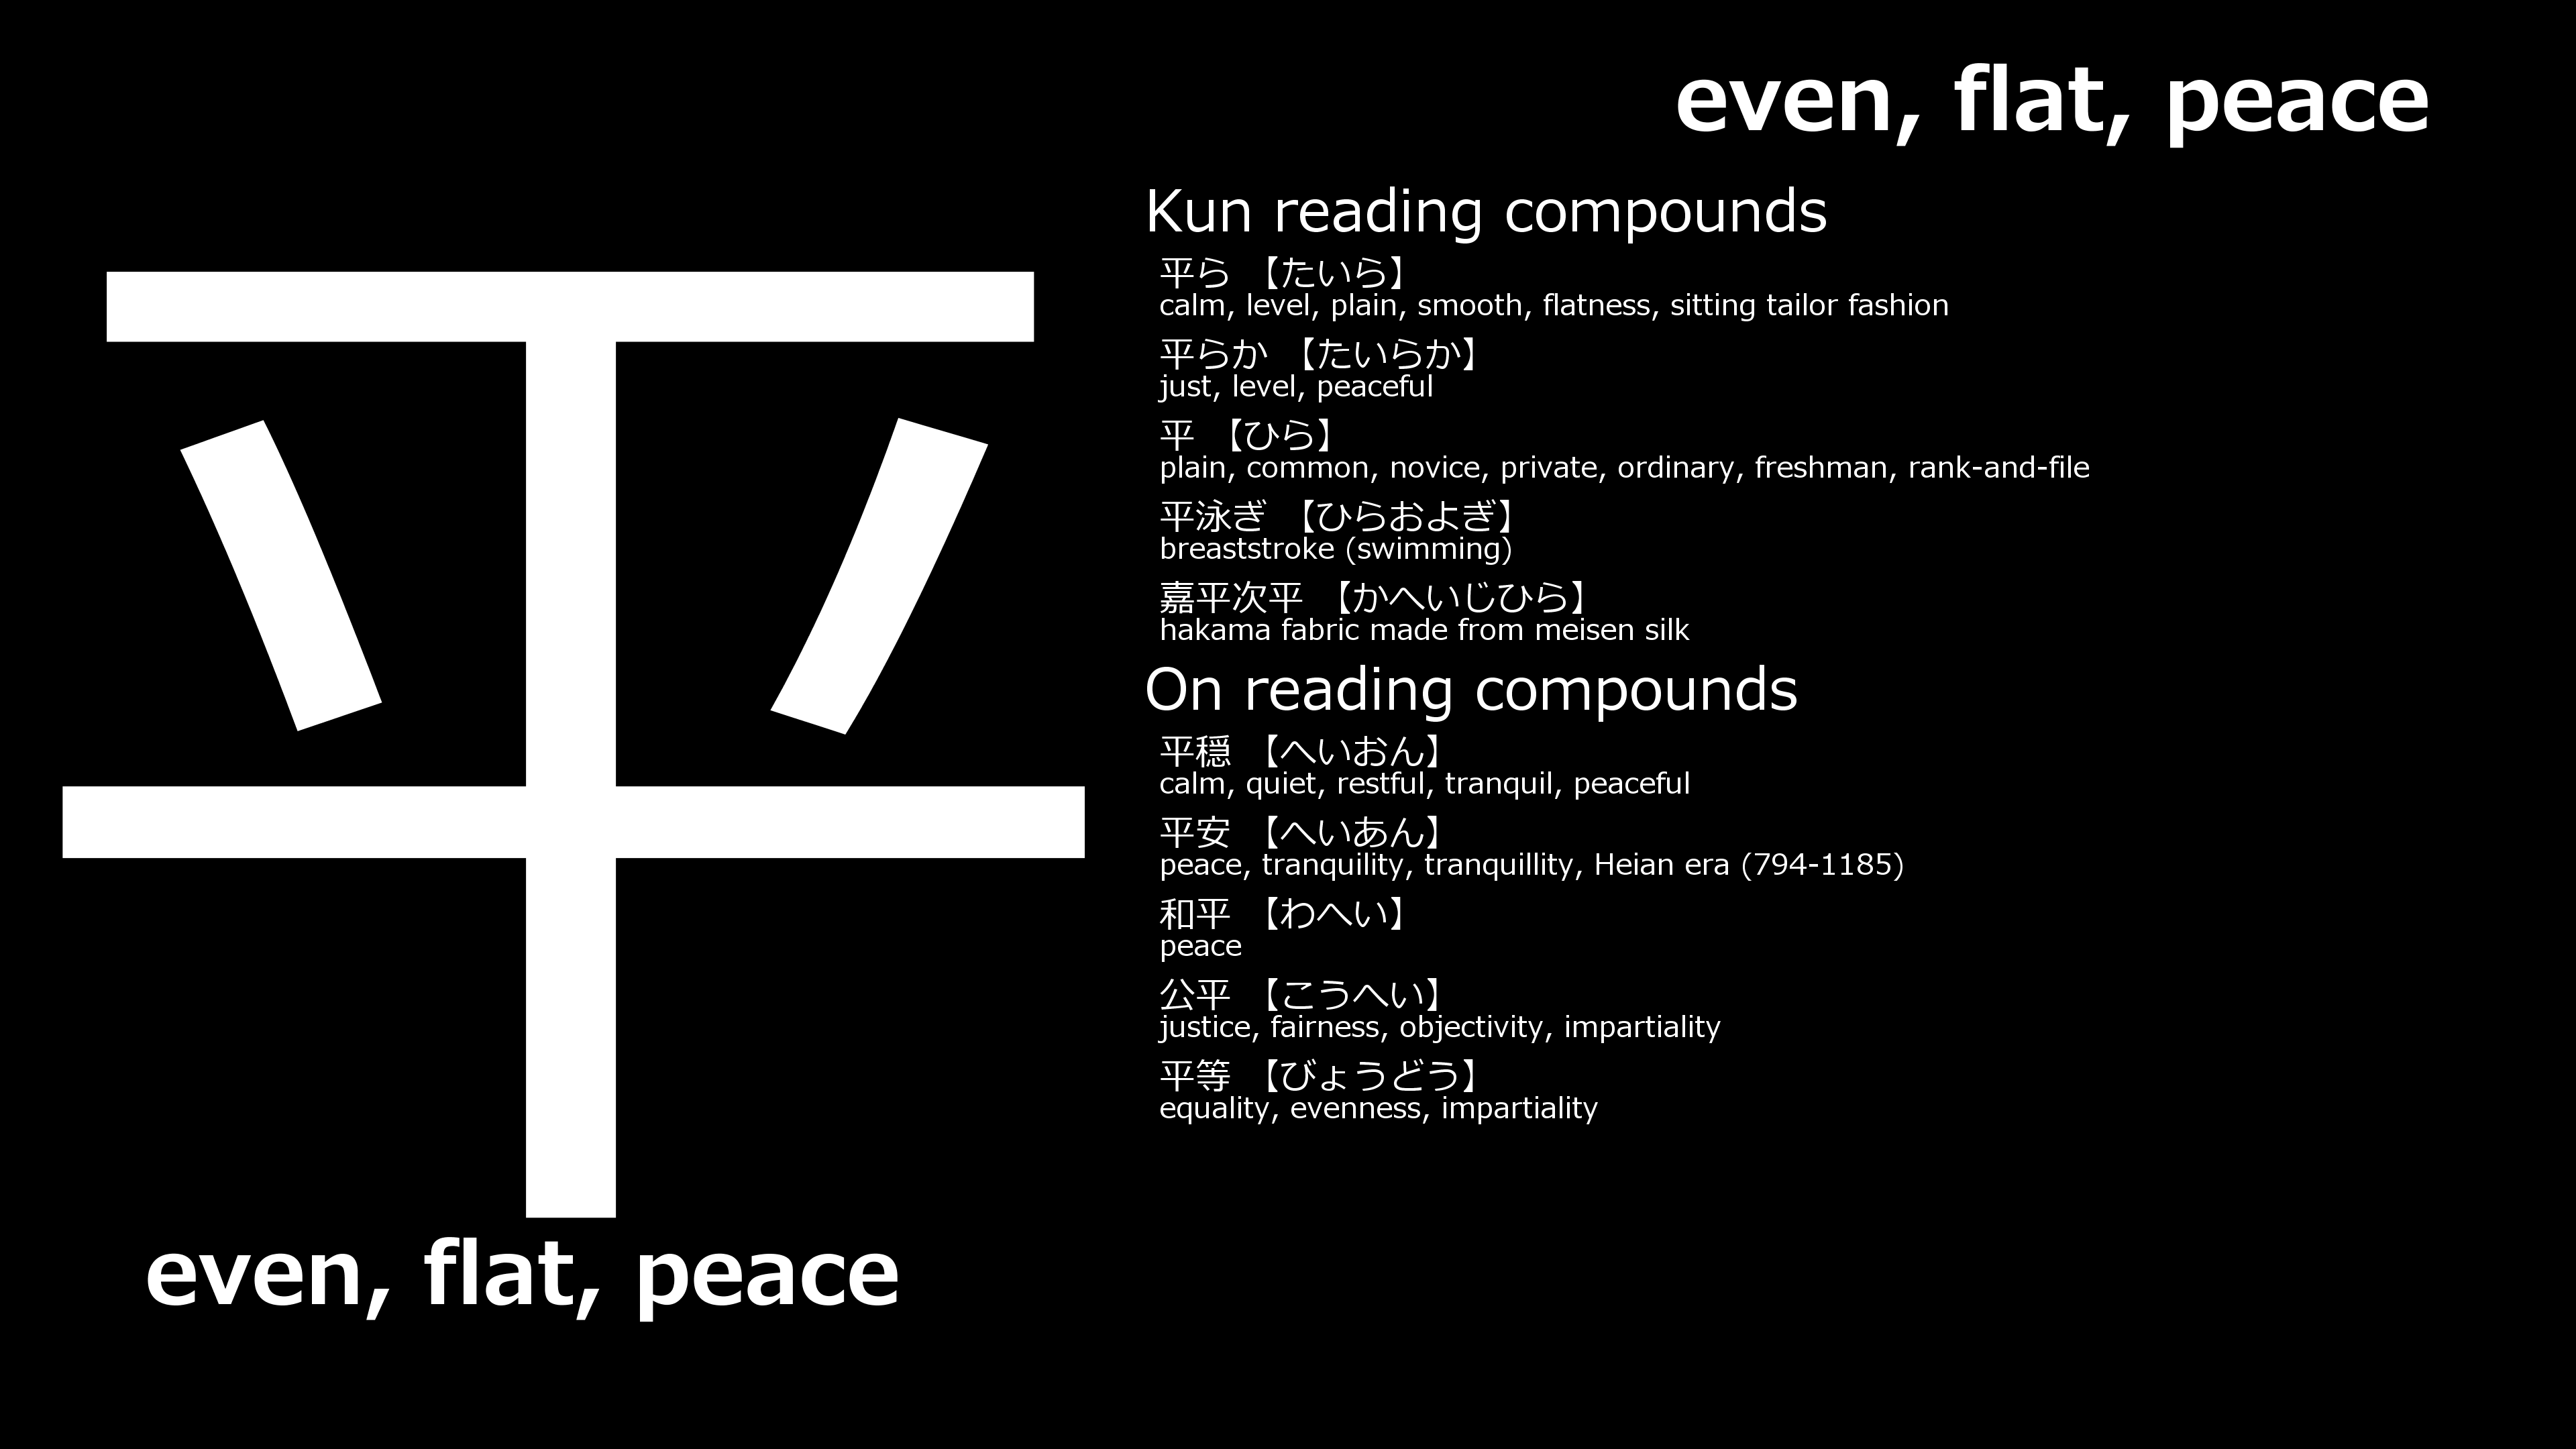 平
even, flat, peace
even, flat, peace
Kun reading compounds
平ら 【たいら】
calm, level, plain, smooth, flatness, sitting tailor fashion
平らか 【たいらか】
just, level, peaceful
平 【ひら】
plain, common, novice, private, ordinary, freshman, rank-and-file
平泳ぎ 【ひらおよぎ】
breaststroke (swimming)
嘉平次平 【かへいじひら】
hakama fabric made from meisen silk
On reading compounds
平穏 【へいおん】
calm, quiet, restful, tranquil, peaceful
平安 【へいあん】
peace, tranquility, tranquillity, Heian era (794-1185)
和平 【わへい】
peace
公平 【こうへい】
justice, fairness, objectivity, impartiality
平等 【びょうどう】
equality, evenness, impartiality